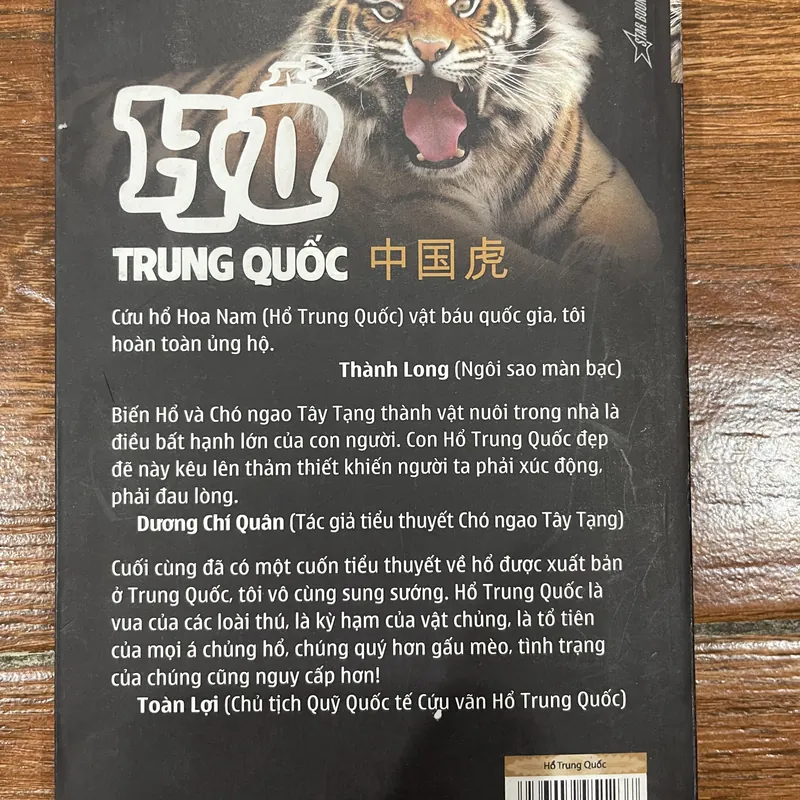 STAR BOOK
HỔ
TRUNG QUỐC 中国虎
Cứu hổ Hoa Nam (Hổ Trung Quốc) vật báu quốc gia, tôi
hoàn toàn ủng hộ.
Thành Long (Ngôi sao màn bạc)
Biến Hổ và Chó ngao Tây Tạng thành vật nuôi trong nhà là
điều bất hạnh lớn của con người. Con Hổ Trung Quốc đẹp
đẽ này kêu lên thảm thiết khiến người ta phải xúc động,
phải đau lòng.
Dương Chí Quân (Tác giả tiểu thuyết Chó ngao Tây Tạng)
Cuối cùng đã có một cuốn tiểu thuyết về hổ được xuất bản
ở Trung Quốc, tôi vô cùng sung sướng. Hổ Trung Quốc là
vua của các loài thú, là kỳ hạm của vật chủng, là tổ tiên
của mọi á chủng hổ, chúng quý hơn gấu mèo, tình trạng
của chúng cũng nguy cấp hơn!
Toàn Lợi (Chủ tịch Quỹ Quốc tế Cứu vãn Hổ Trung Quốc)
Hổ Trung Quốc